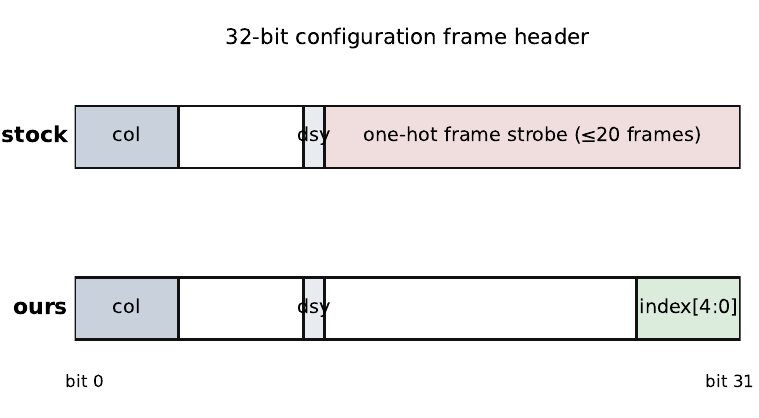 32-bit configuration frame header
stock col dsy one-hot frame strobe (≤20 frames)
ours col dsy index[4:0]
bit 0 bit 31